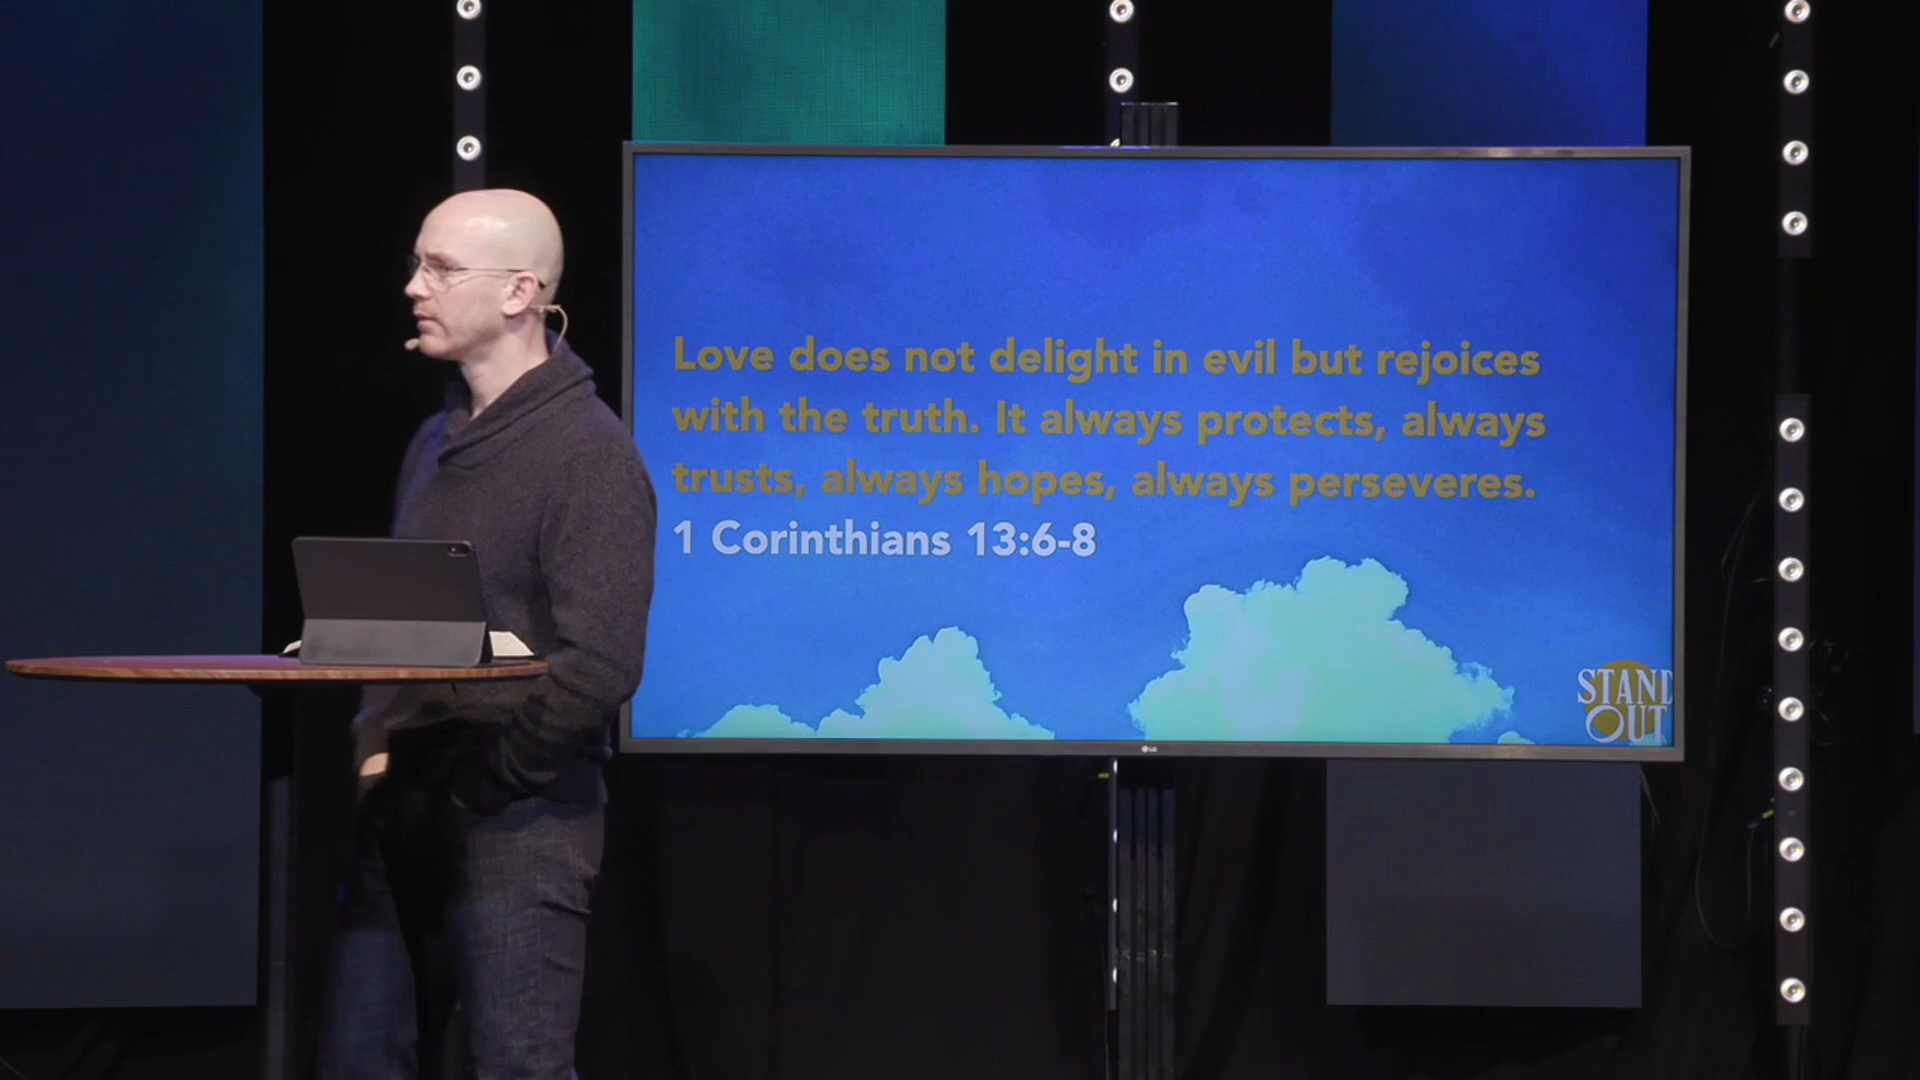 Love does not delight in evil but rejoices
with the truth. It always protects, always
trusts, always hopes, always perseveres.
1 Corinthians 13:6-8
STAND
OUT
LG